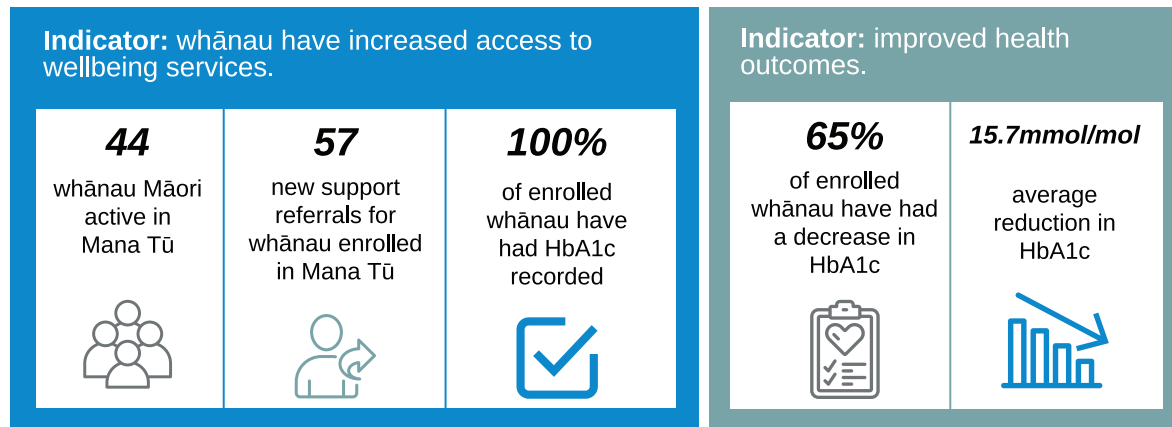 Indicator: whānau have increased access to
wellbeing services.
44
whānau Māori
active in
Mana Tū
57
new support
referrals for
whānau enrolled
in Mana Tū
100%
of enrolled
whānau have
had HbA1c
recorded
Indicator: improved health
outcomes.
65%
of enrolled
whānau have had
a decrease in
HbA1c
15.7mmol/mol
average
reduction in
HbA1c